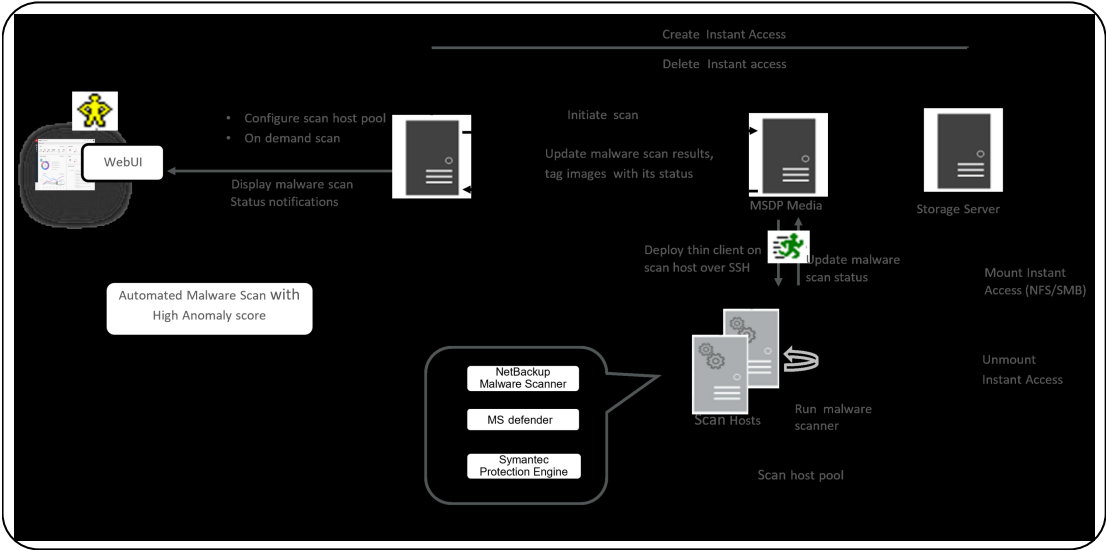 Create Instant Access
Delete Instant access
• Configure scan host pool
• On demand scan
WebUI
Display malware scan
Status notifications
Initiate scan
Update malware scan results,
tag images with its status
MSDP Media
Storage Server
Deploy thin client on
scan host over SSH
Update malware
scan status
Mount Instant
Access (NFS/SMB)
Automated Malware Scan with
High Anomaly score
NetBackup
Malware Scanner
MS defender
Symantec
Protection Engine
Scan Hosts
Run malware
scanner
Unmount
Instant Access
Scan host pool